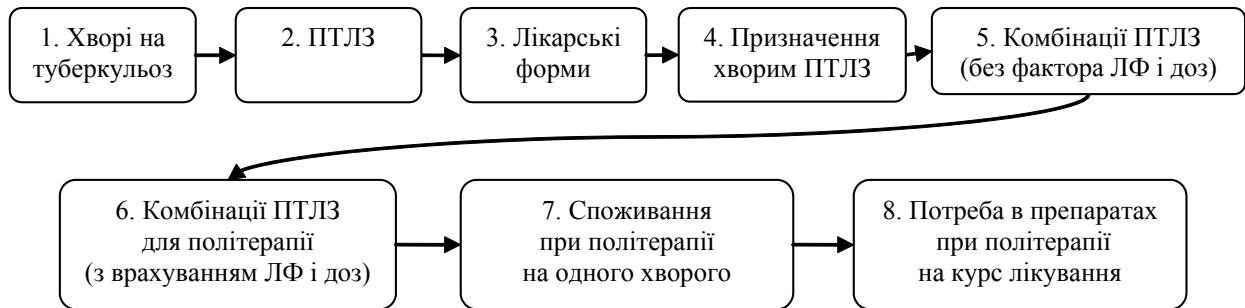 1. Хворі на
туберкульоз
2. ПТЛЗ
3. Лікарські
форми
4. Призначення
хворим ПТЛЗ
5. Комбінації ПТЛЗ
(без фактора ЛФ і доз)
6. Комбінації ПТЛЗ
для політерапії
(з врахуванням ЛФ і доз)
7. Споживання
при політерапії
на одного хворого
8. Потреба в препаратах
при політерапії
на курс лікування